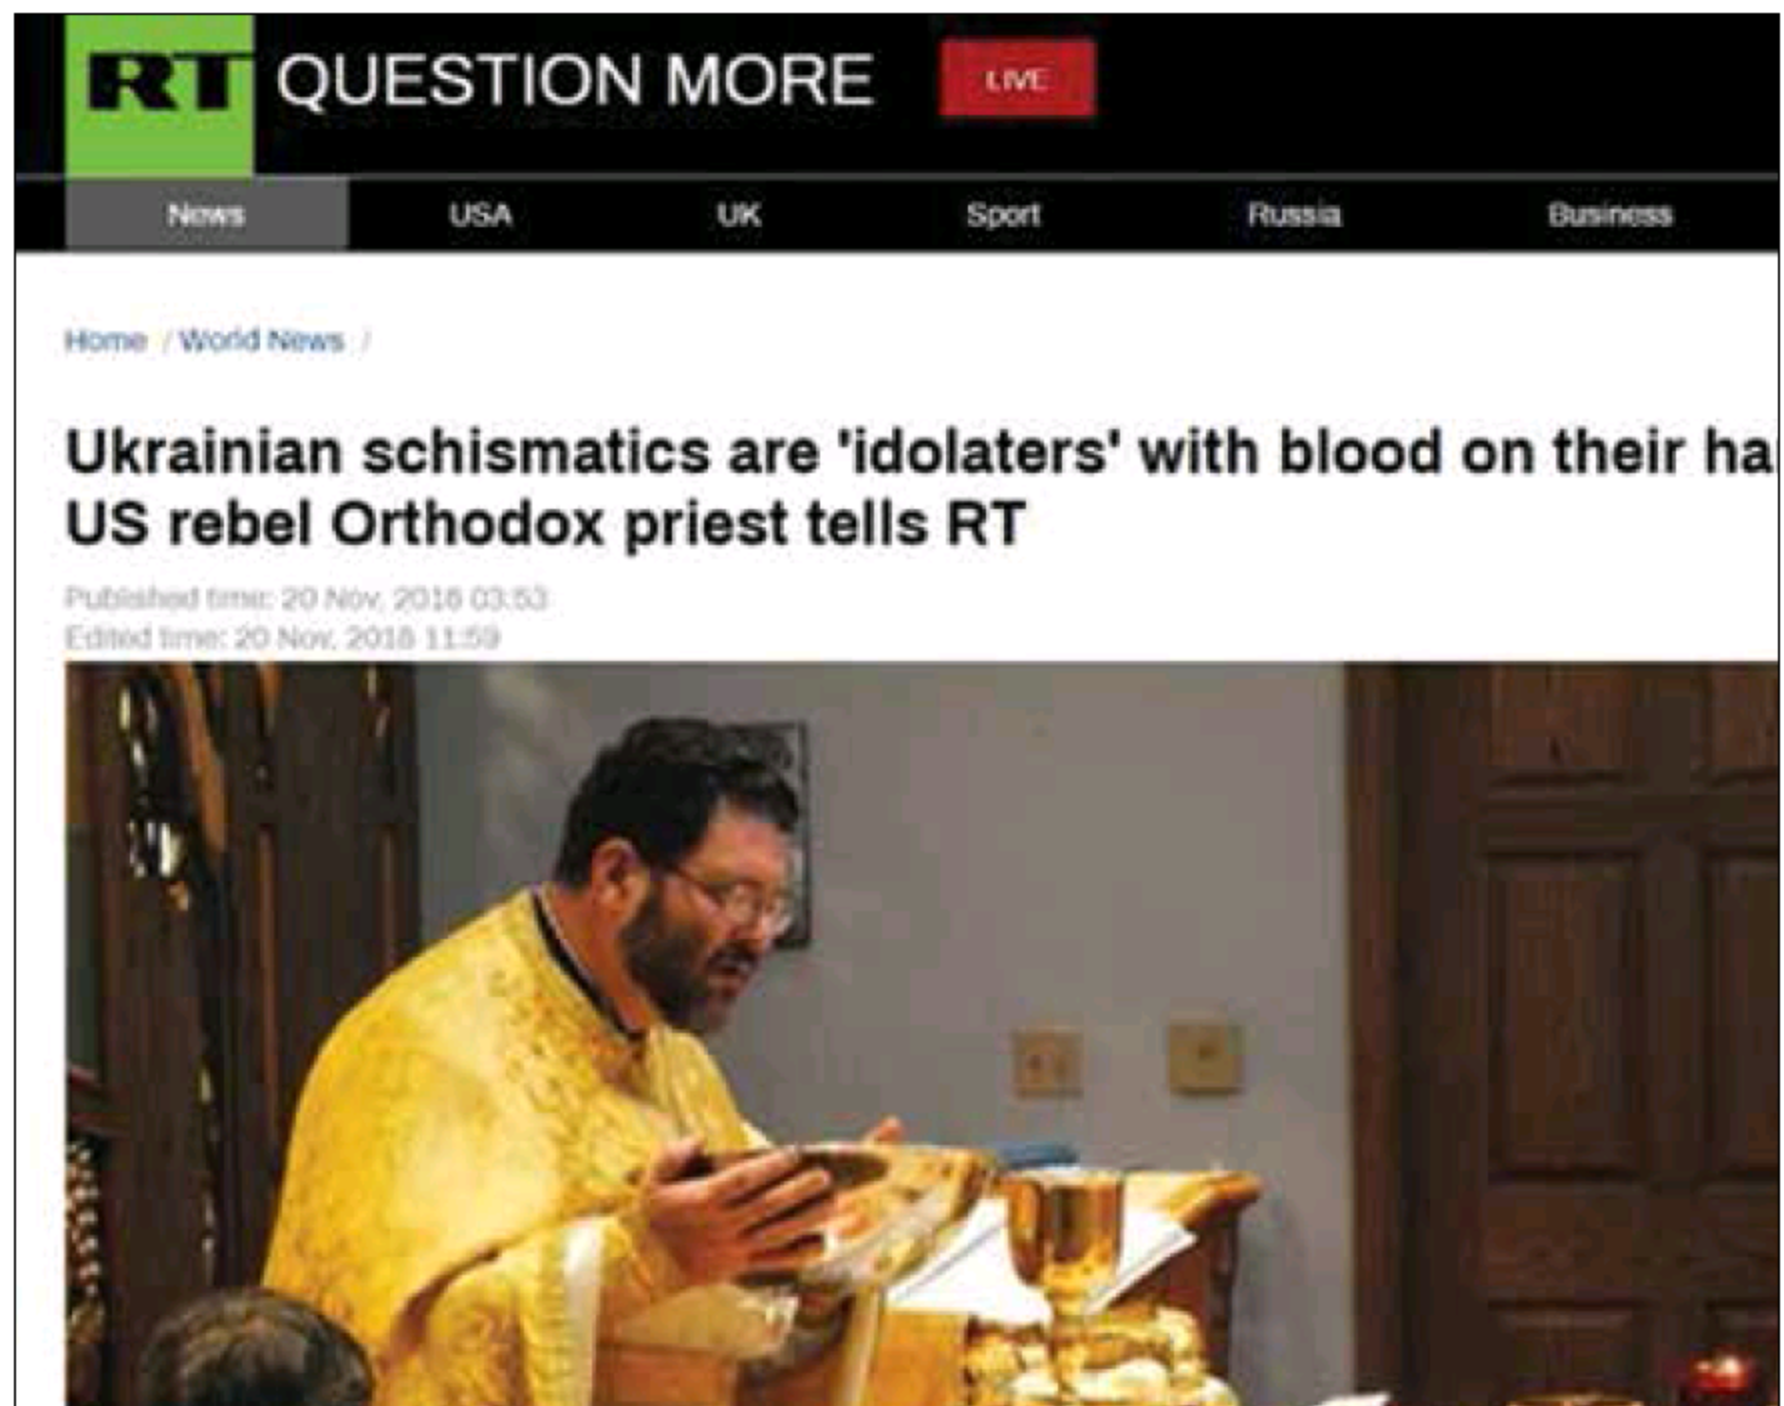 RT QUESTION MORE
LIVE
News USA UK Sport Russia Business
Home / World News /
Ukrainian schismatics are 'idolaters' with blood on their ha
US rebel Orthodox priest tells RT
Published time: 20 Nov, 2018 03:53
Edited time: 20 Nov, 2018 11:59